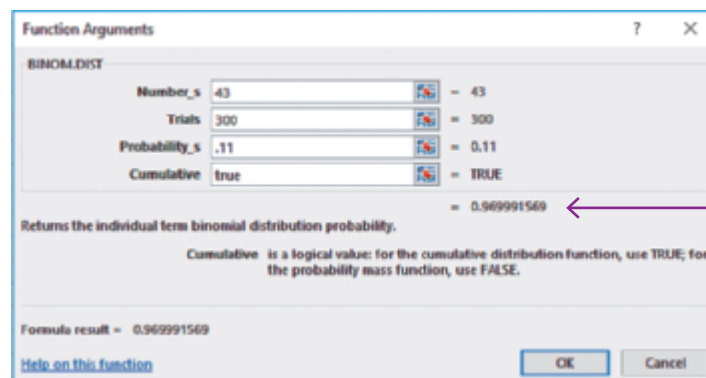 Function Arguments ? ×
BINOM.DIST
Number_s 43 = 43
Trials 300 = 300
Probability_s .11 = 0.11
Cumulative true = TRUE
= 0.969991569
Returns the individual term binomial distribution probability.
Cumulative is a logical value: for the cumulative distribution function, use TRUE; for
the probability mass function, use FALSE.
Formula result = 0.969991569
Help on this function OK Cancel